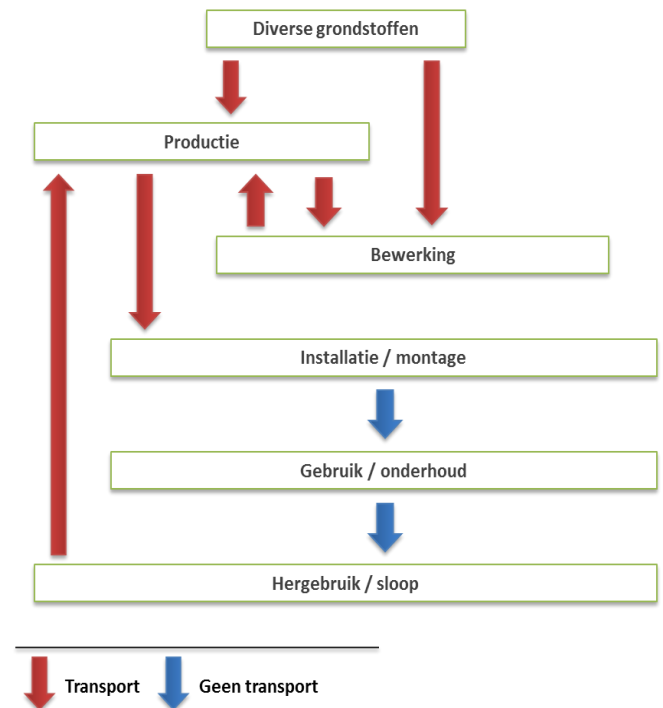 Diverse grondstoffen
Productie
Bewerking
Installatie / montage
Gebruik / onderhoud
Hergebruik / sloop
Transport
Geen transport